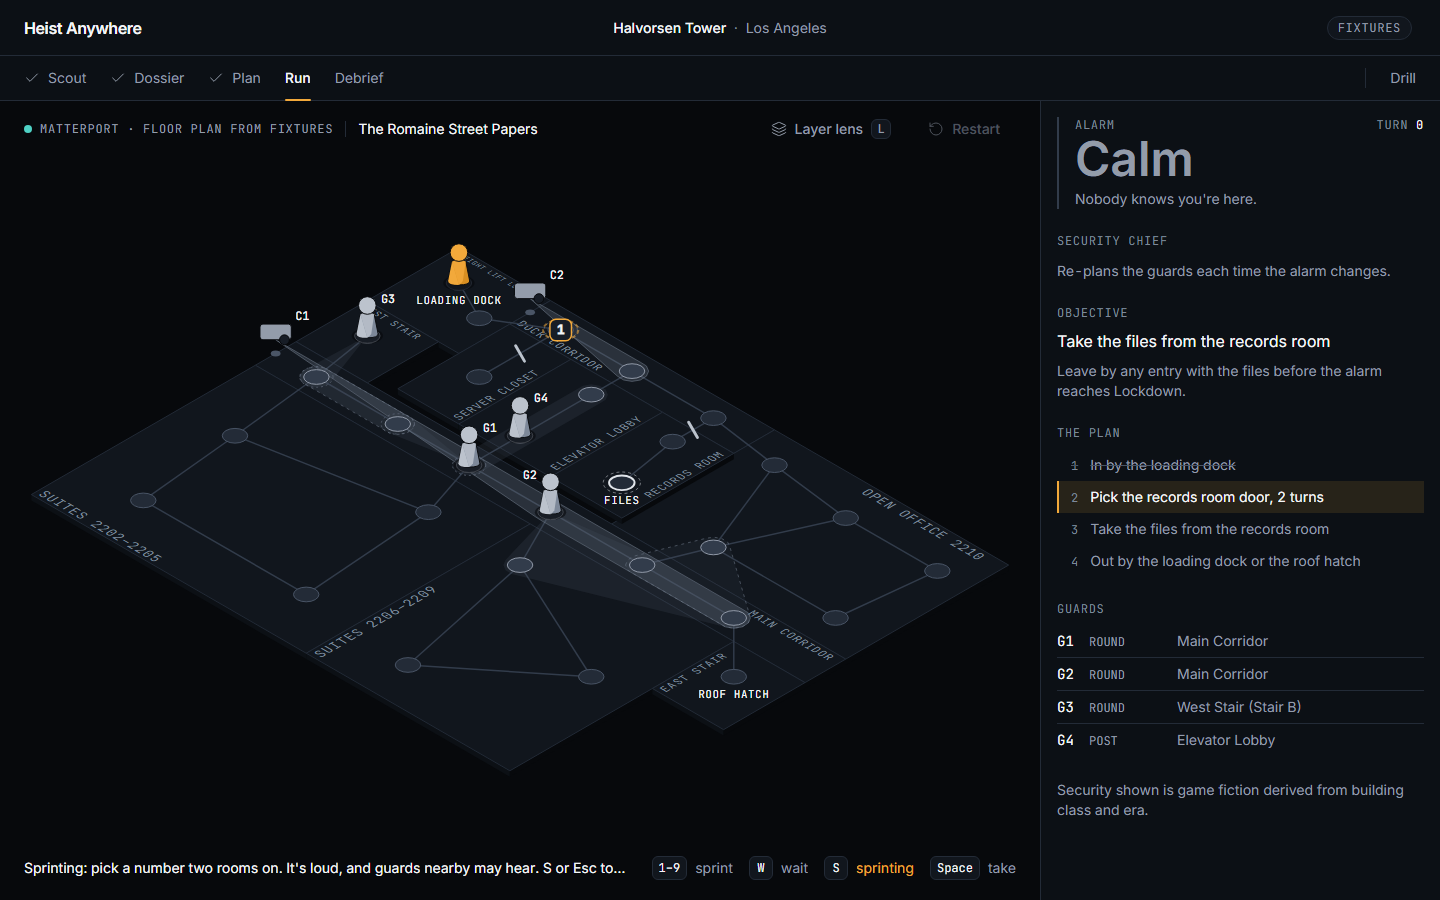 Heist Anywhere
Halvorsen Tower · Los Angeles
FIXTURES
Scout
Dossier
Plan
Run
Debrief
Drill
MATTERPORT · FLOOR PLAN FROM FIXTURES
The Romaine Street Papers
Layer lens L
Restart
C2
G3
LOADING DOCK
C1
1
DOCK CORRIDOR
SERVER CLOSET
G4
G1
ELEVATOR LOBBY
G2
RECORDS ROOM
FILES
SUITES 2202-2205
OPEN OFFICE 2210
SUITES 2206-2209
MAIN CORRIDOR
EAST STAIR
ROOF HATCH
Sprinting: pick a number two rooms on. It's loud, and guards nearby may hear. S or Esc to...
1-9 sprint
W wait
S sprinting
Space take
ALARM
TURN 0
Calm
Nobody knows you're here.
SECURITY CHIEF
Re-plans the guards each time the alarm changes.
OBJECTIVE
Take the files from the records room
Leave by any entry with the files before the alarm
reaches Lockdown.
THE PLAN
1 In by the loading dock
2 Pick the records room door, 2 turns
3 Take the files from the records room
4 Out by the loading dock or the roof hatch
GUARDS
G1 ROUND Main Corridor
G2 ROUND Main Corridor
G3 ROUND West Stair (Stair B)
G4 POST Elevator Lobby
Security shown is game fiction derived from building
class and era.